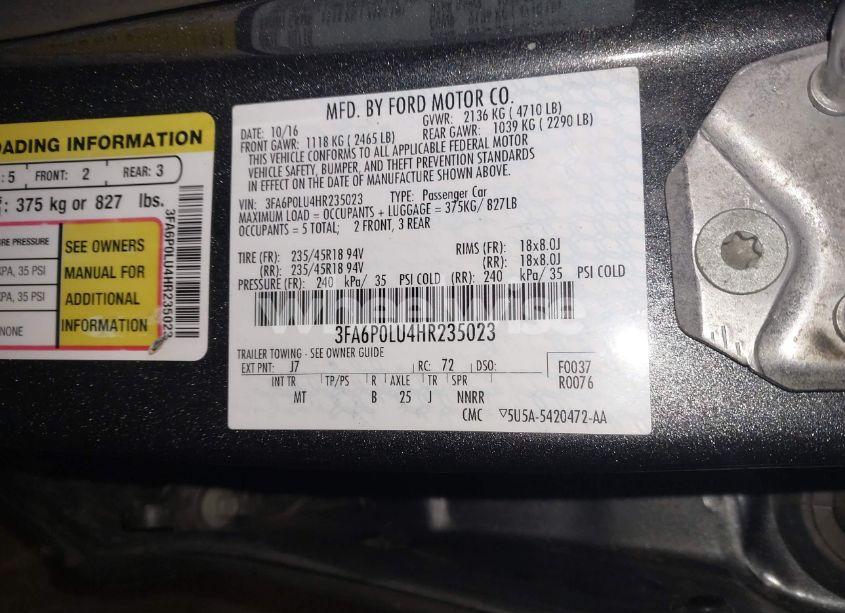 OADING INFORMATION
: 5 FRONT: 2 REAR: 3
: 375 kg or 827 lbs.
RE PRESSURE
KPA, 35 PSI
KPA, 35 PSI
NONE
SEE OWNERS
MANUAL FOR
ADDITIONAL
INFORMATION
3FA6P0LU4HR235023
MFD. BY FORD MOTOR CO.
DATE: 10/16 GVWR: 2136 KG ( 4710 LB)
FRONT GAWR: 1118 KG ( 2465 LB) REAR GAWR: 1039 KG ( 2290 LB)
THIS VEHICLE CONFORMS TO ALL APPLICABLE FEDERAL MOTOR
VEHICLE SAFETY, BUMPER, AND THEFT PREVENTION STANDARDS
IN EFFECT ON THE DATE OF MANUFACTURE SHOWN ABOVE.
VIN: 3FA6P0LU4HR235023 TYPE: Passenger Car
MAXIMUM LOAD = OCCUPANTS + LUGGAGE = 375KG/ 827LB
OCCUPANTS = 5 TOTAL; 2 FRONT, 3 REAR
TIRE (FR): 235/45R18 94V RIMS (FR): 18x8.0J
(RR): 235/45R18 94V (RR): 18x8.0J
PRESSURE (FR): 240 kPa/ 35 PSI COLD (RR): 240 kPa/ 35 PSI COLD
3FA6P0LU4HR235023
TRAILER TOWING - SEE OWNER GUIDE
EXT PNT: J7 RC: 72 DSO: F0037
INT TR TP/PS R AXLE TR SPR R0076
MT B 25 J NNRR
CMC ▽5U5A-5420472-AA